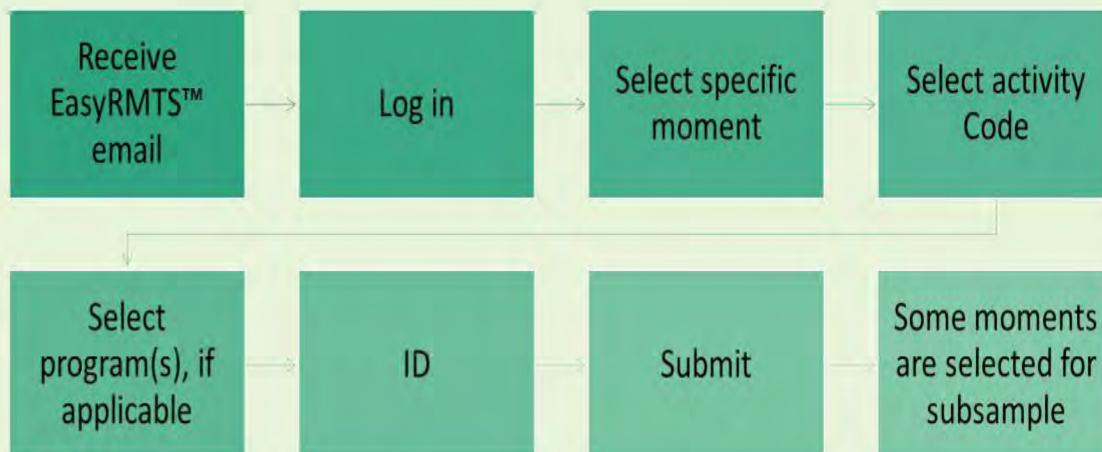 Receive
EasyRMTS™
email
Log in
Select specific
moment
Select activity
Code
Select
program(s), if
applicable
ID
Submit
Some moments
are selected for
subsample